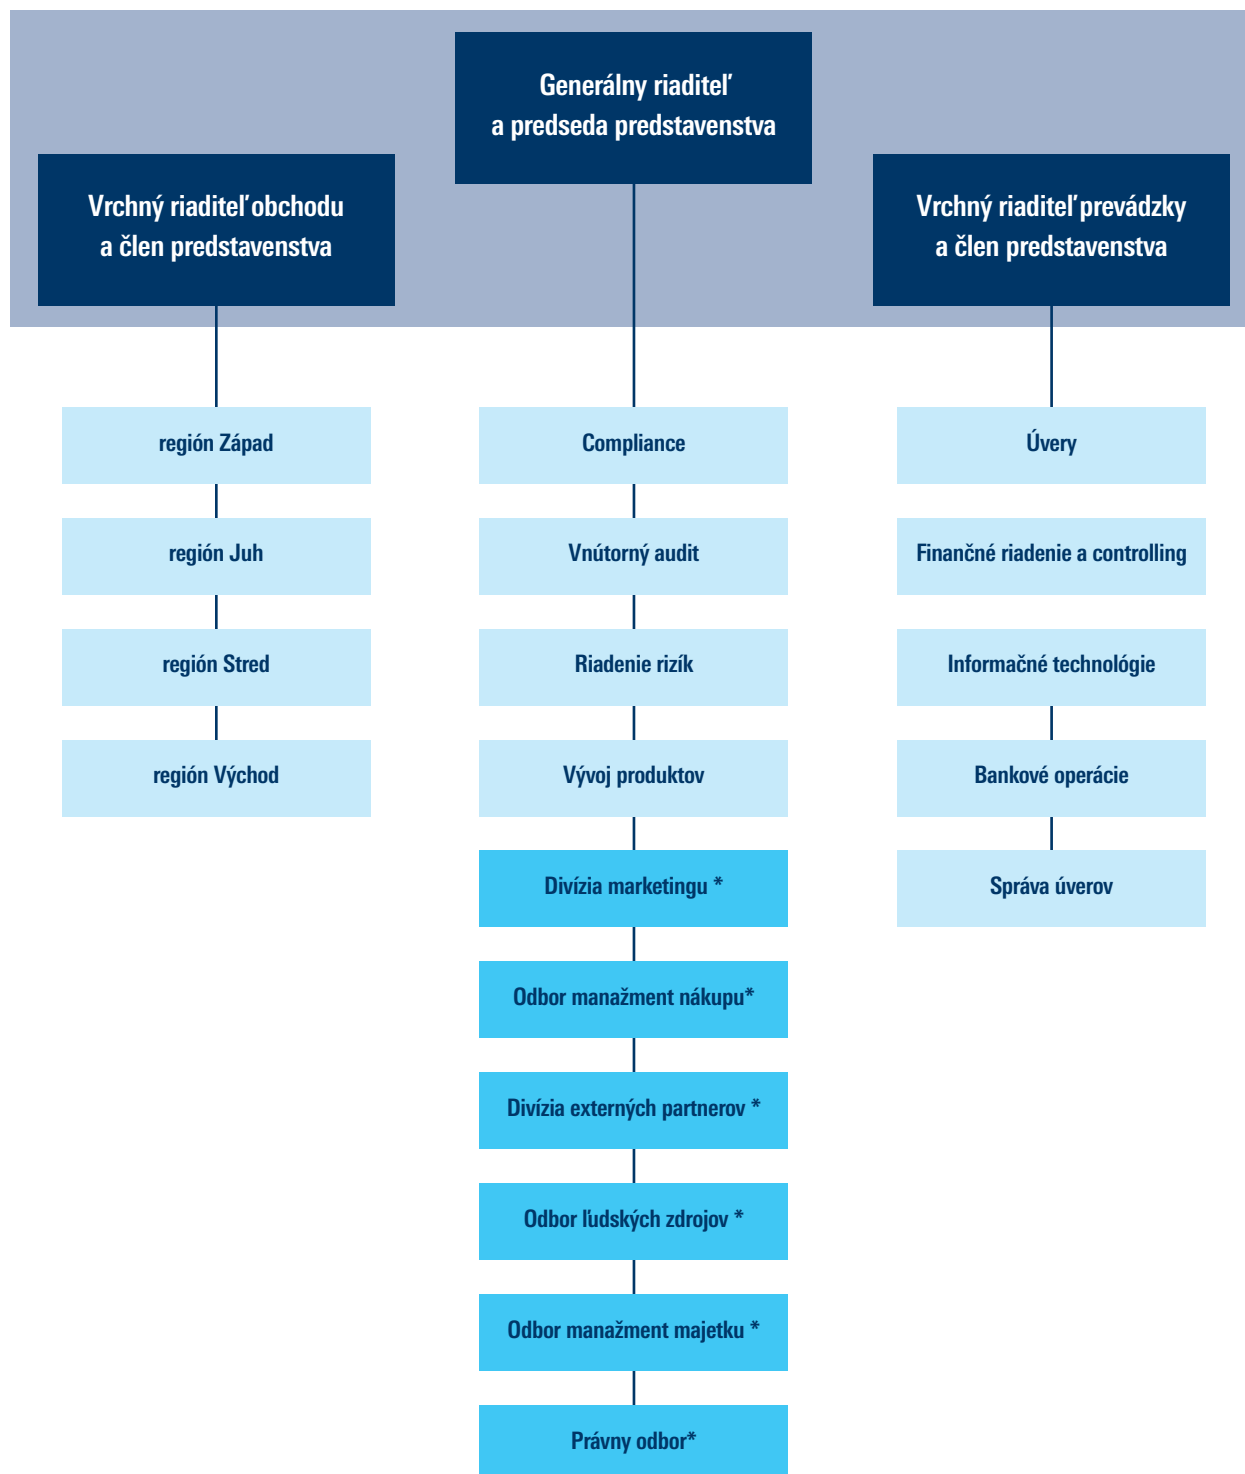 Generálny riaditeľ
a predseda predstavenstva
Vrchný riaditeľ obchodu
a člen predstavenstva
Vrchný riaditeľ prevádzky
a člen predstavenstva
región Západ
región Juh
región Stred
región Východ
Compliance
Vnútorný audit
Riadenie rizík
Vývoj produktov
Divízia marketingu *
Odbor manažment nákupu*
Divízia externých partnerov *
Odbor ľudských zdrojov *
Odbor manažment majetku *
Právny odbor*
Úvery
Finančné riadenie a controlling
Informačné technológie
Bankové operácie
Správa úverov